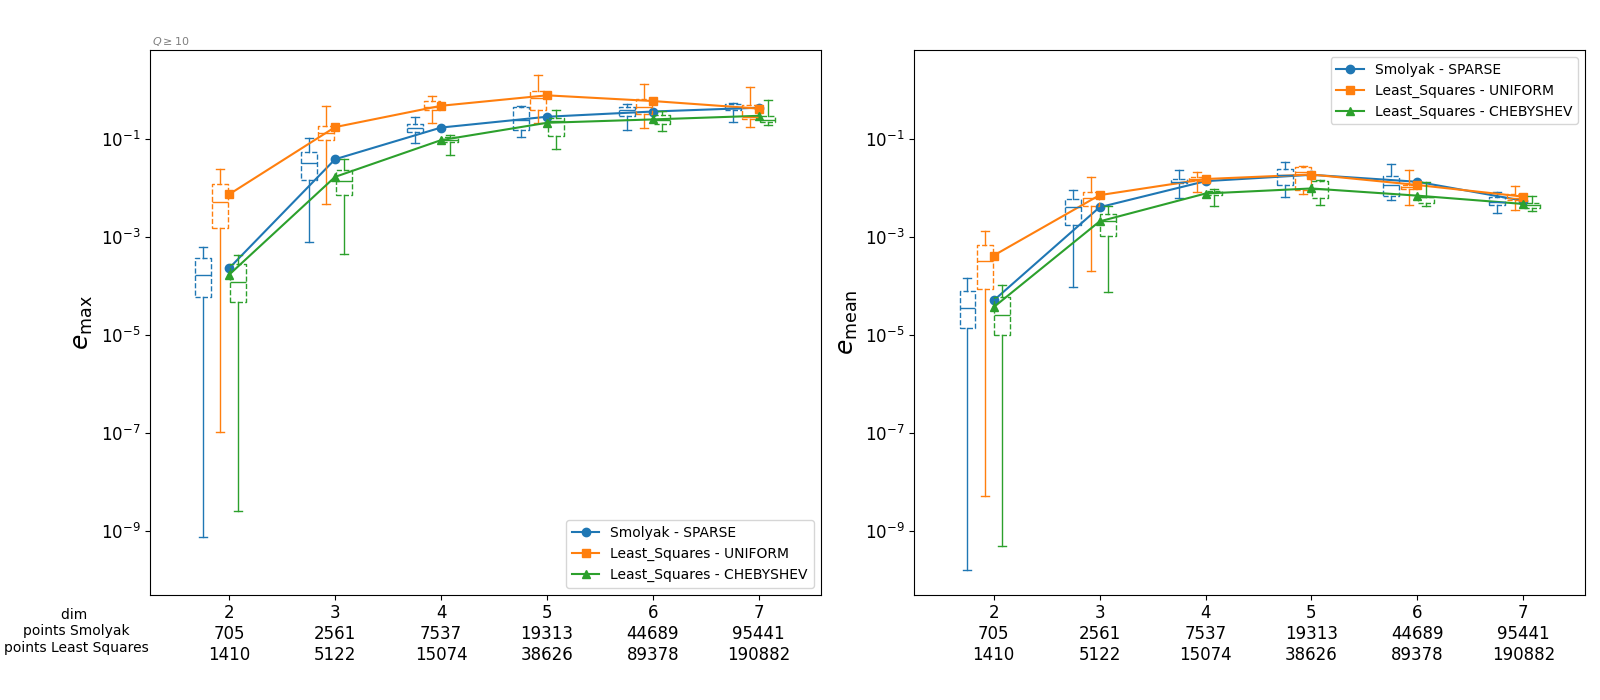 Q ≥ 10
e_max
10^−1
10^−3
10^−5
10^−7
10^−9
Smolyak - SPARSE
Least_Squares - UNIFORM
Least_Squares - CHEBYSHEV
dim
points Smolyak
points Least Squares
2 3 4 5 6 7
705 2561 7537 19313 44689 95441
1410 5122 15074 38626 89378 190882
e_mean
10^−1
10^−3
10^−5
10^−7
10^−9
Smolyak - SPARSE
Least_Squares - UNIFORM
Least_Squares - CHEBYSHEV
2 3 4 5 6 7
705 2561 7537 19313 44689 95441
1410 5122 15074 38626 89378 190882